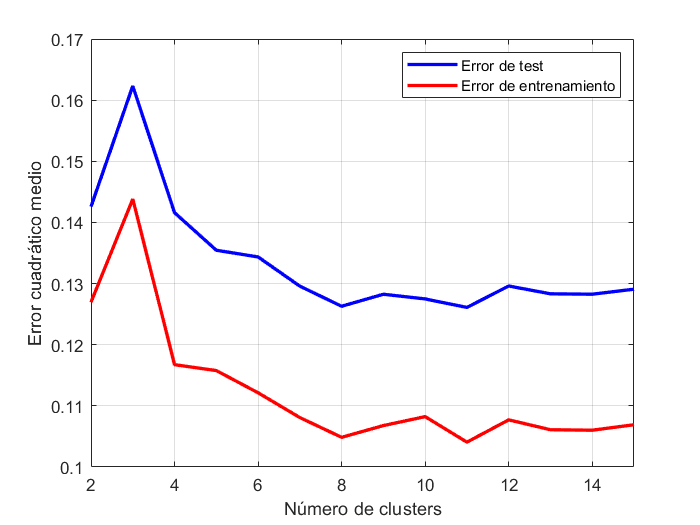 0.17
0.16
0.15
0.14
0.13
0.12
0.11
0.1
Error cuadrático medio
Error de test
Error de entrenamiento
2 4 6 8 10 12 14
Número de clusters